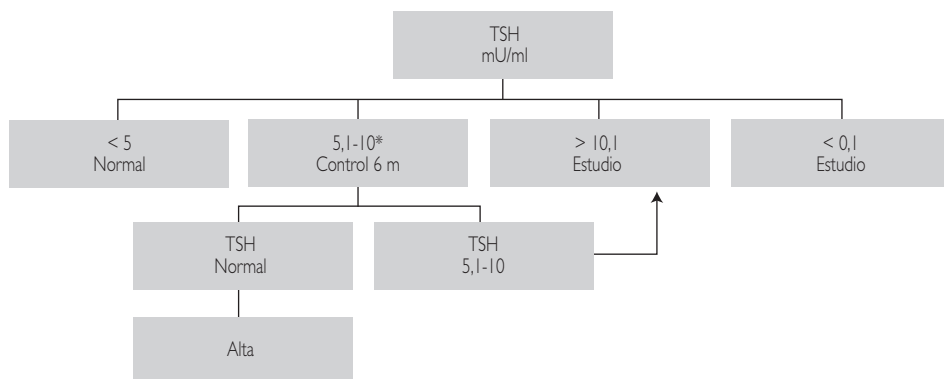 TSH
mU/ml
< 5
Normal
5,1-10*
Control 6 m
> 10,1
Estudio
< 0,1
Estudio
TSH
Normal
TSH
5,1-10
Alta